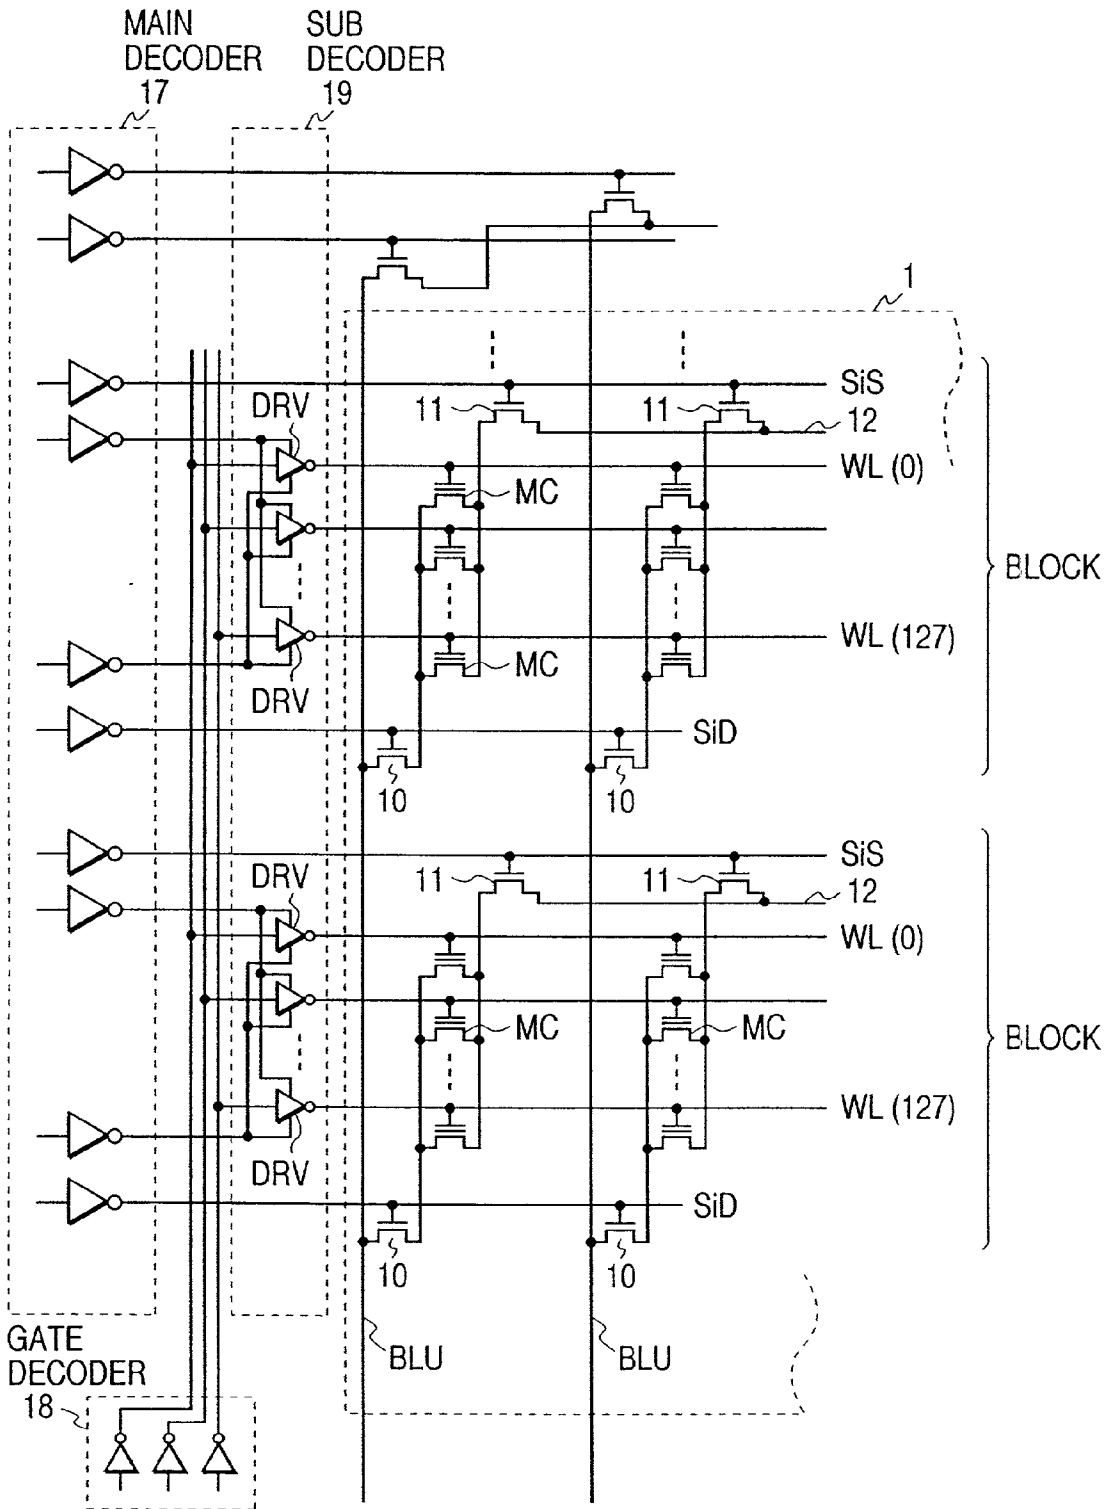 MAIN
DECODER
17
SUB
DECODER
19
1
SiS
DRV
11
11
12
WL (0)
MC
BLOCK
WL (127)
MC
DRV
SiD
10
10
SiS
DRV
11
11
12
WL (0)
MC
MC
BLOCK
WL (127)
DRV
SiD
10
10
GATE
DECODER
18
BLU
BLU